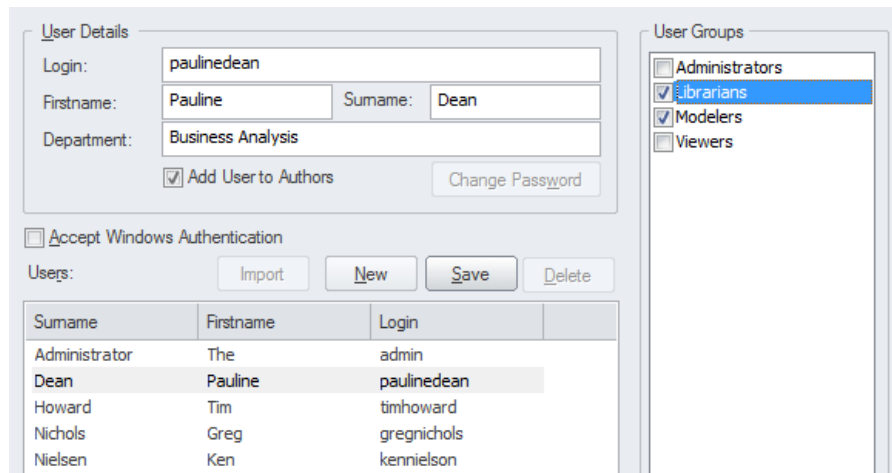 User Details
Login: paulinedean
Firstname: Pauline Surname: Dean
Department: Business Analysis
Add User to Authors Change Password
Accept Windows Authentication
Users: Import New Save Delete
Surname Firstname Login
Administrator The admin
Dean Pauline paulinedean
Howard Tim timhoward
Nichols Greg gregnichols
Nielsen Ken kennielson
User Groups
Administrators
Librarians
Modelers
Viewers